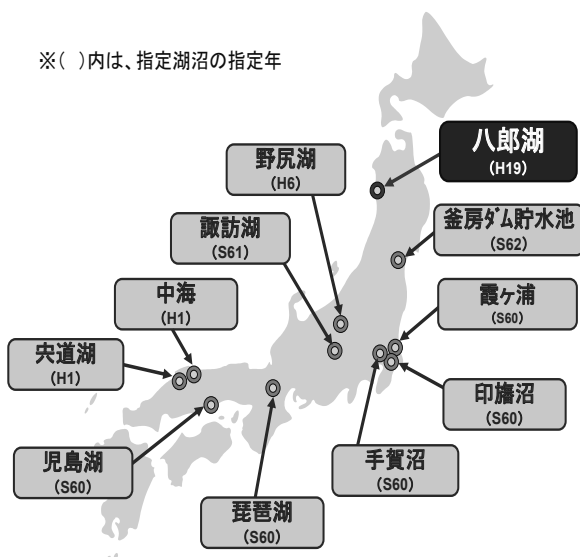 ※( )内は、指定湖沼の指定年
八郎湖
(H19)
野尻湖
(H6)
釜房ダム貯水池
(S62)
諏訪湖
(S61)
中海
(H1)
霞ヶ浦
(S60)
宍道湖
(H1)
印旛沼
(S60)
児島湖
(S60)
手賀沼
(S60)
琵琶湖
(S60)